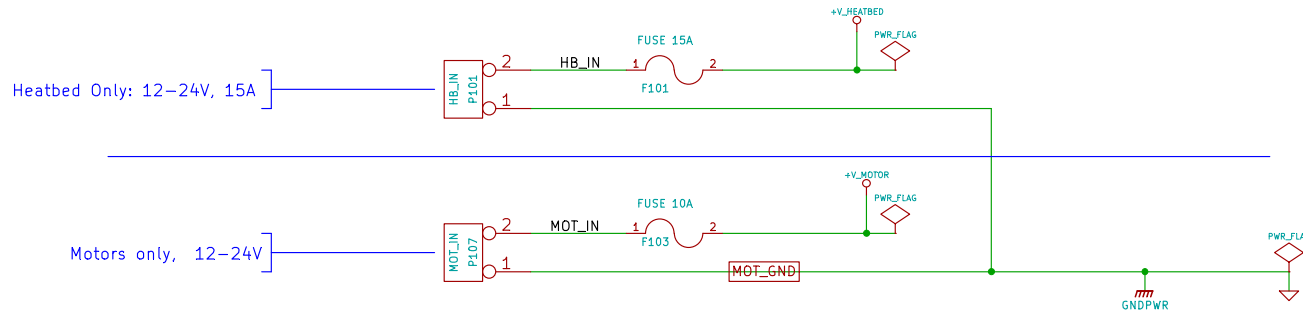 +V_HEATBED
PWR_FLAG
FUSE 15A
HB_IN
1
2
F101
2
1
HB_IN
P101
Heatbed Only: 12-24V, 15A
+V_MOTOR
PWR_FLAG
FUSE 10A
MOT_IN
1
2
F103
2
1
MOT_IN
P107
Motors only, 12-24V
MOT_GND
PWR_FLA
GNDPWR